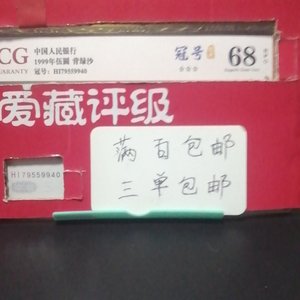 CG
中国人民银行
GUARANTY
1999年伍圆 背绿沙
冠号：HI79559940
冠号
☆☆☆
68
爱藏评级
满百包邮
三单包邮
HI79559940